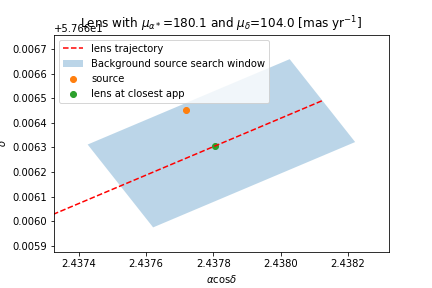 Lens with μα* =180.1 and μδ=104.0 [mas yr⁻¹]
+5.766e1
lens trajectory
Background source search window
source
lens at closest app
0.0067
0.0066
0.0065
0.0064
0.0063
0.0062
0.0061
0.0060
0.0059
δ
2.4374 2.4376 2.4378 2.4380 2.4382
αcosδ